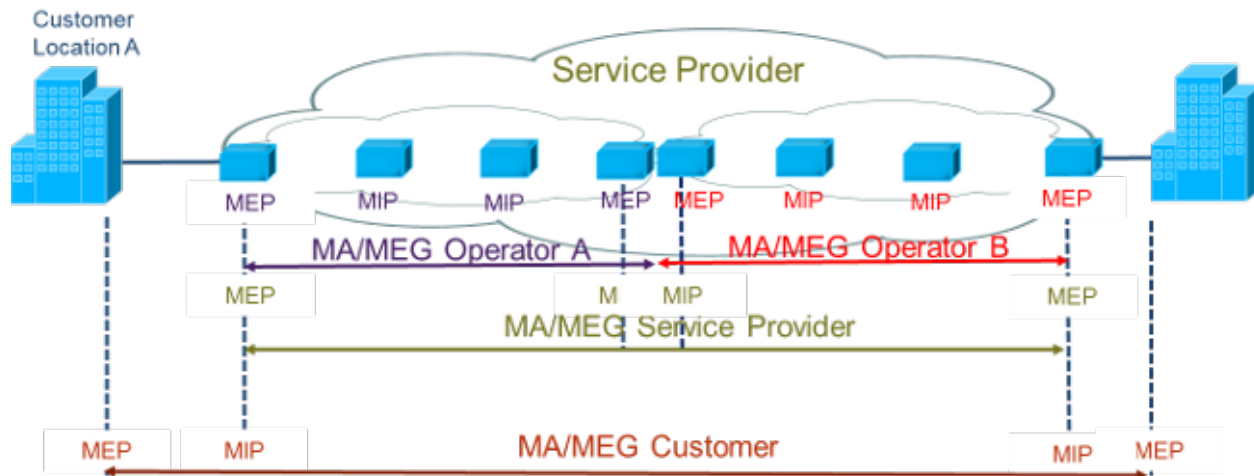 Customer
Location A
Service Provider
MEP MIP MIP MEP MEP MIP MIP MEP
MA/MEG Operator A MA/MEG Operator B
MEP MIP MEP
MA/MEG Service Provider
MEP MIP MA/MEG Customer MIP MEP